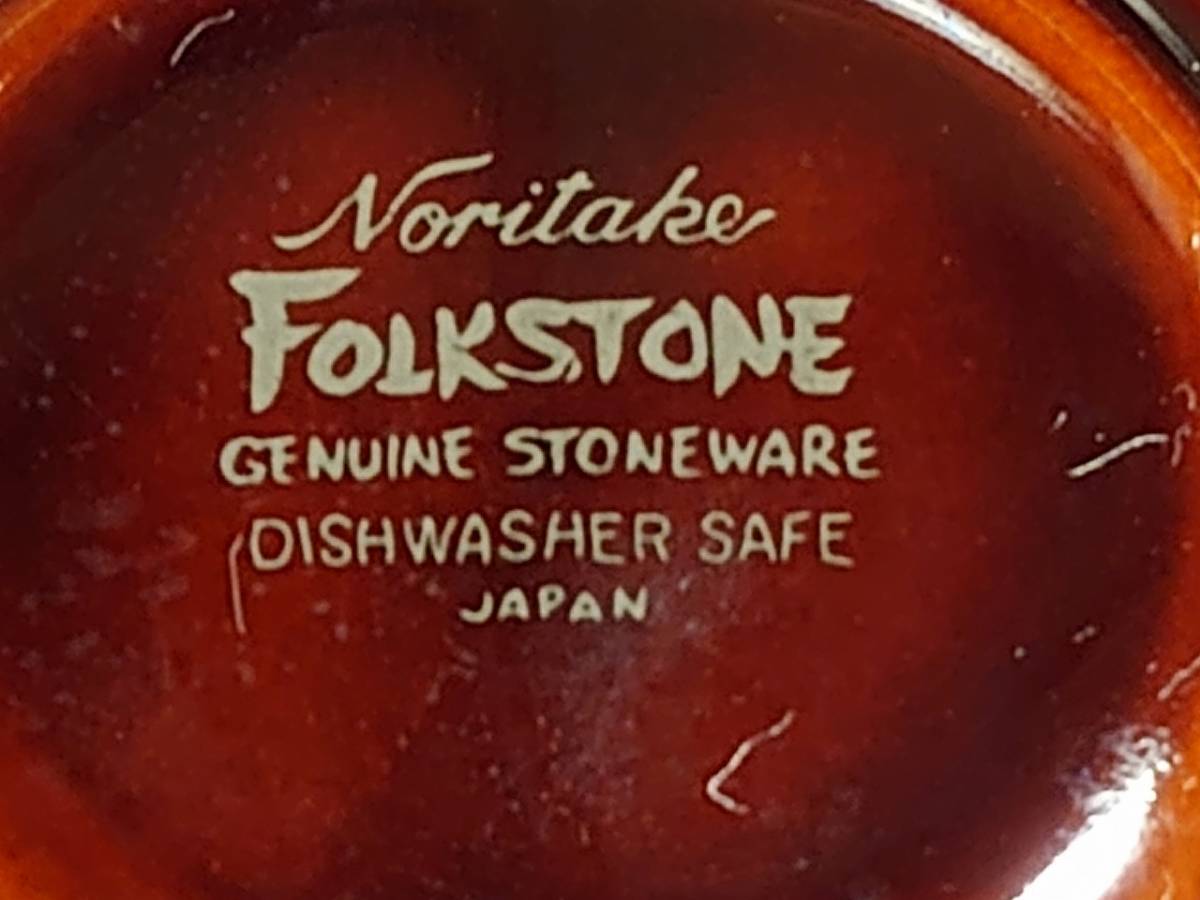 Noritake
FOLKSTONE
GENUINE STONEWARE
DISHWASHER SAFE
JAPAN